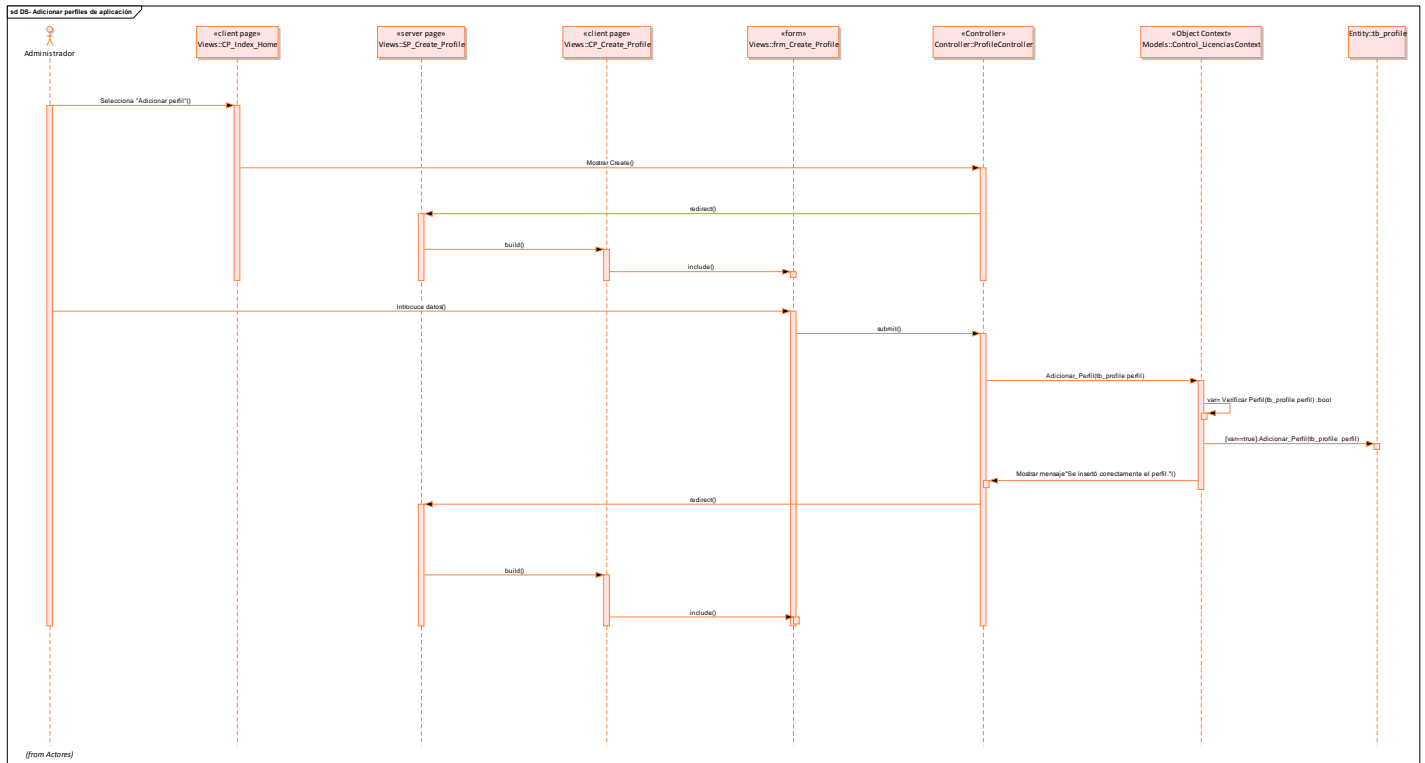 sd DS- Adicionar perfiles de aplicación
Administrador
«client page»
Views::CP_Index_Home
«server page»
Views::SP_Create_Profile
«client page»
Views::CP_Create_Profile
«form»
Views::frm_Create_Profile
«Controller»
Controller::ProfileController
«Object Context»
Models::Control_LicenciasContext
Entity::tb_profile
Selecciona "Adicionar perfil"()
Mostrar Create()
redirect()
build()
include()
Introcuce datos()
submit()
Adicionar_Perfil(tb_profile perfil)
var= Verificar Perfil(tb_profile perfil) :bool
[var==true]:Adicionar_Perfil(tb_profile perfil)
Mostrar mensaje"Se insertó correctamente el perfil."()
redirect()
build()
include()
(from Actores)